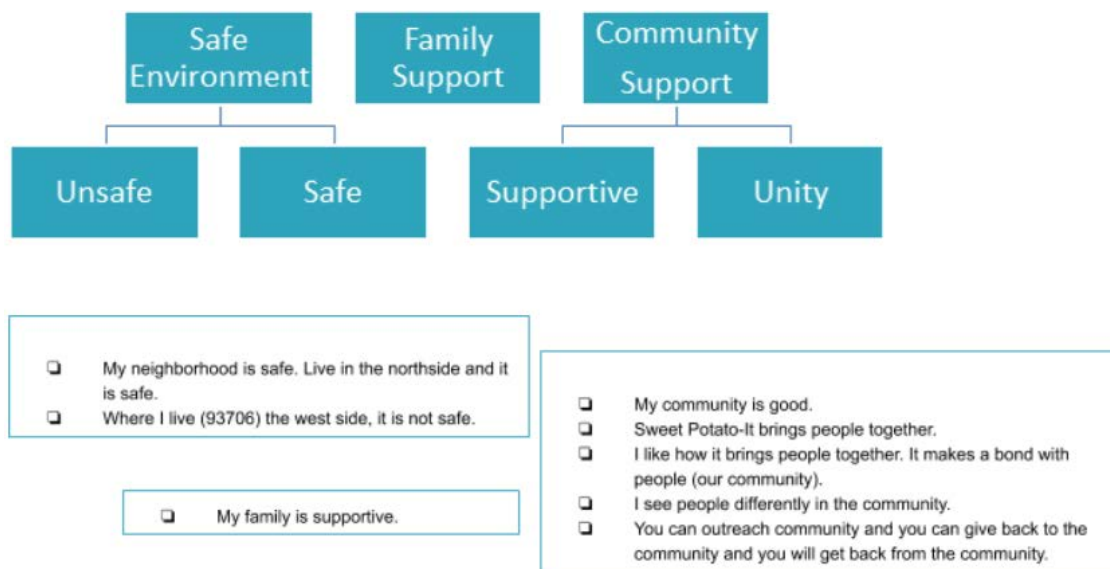 Safe
Environment
Family
Support
Community
Support
Unsafe
Safe
Supportive
Unity
❏ My neighborhood is safe. Live in the northside and it
is safe.
❏ Where I live (93706) the west side, it is not safe.
❏ My family is supportive.
❏ My community is good.
❏ Sweet Potato-It brings people together.
❏ I like how it brings people together. It makes a bond with
people (our community).
❏ I see people differently in the community.
❏ You can outreach community and you can give back to the
community and you will get back from the community.